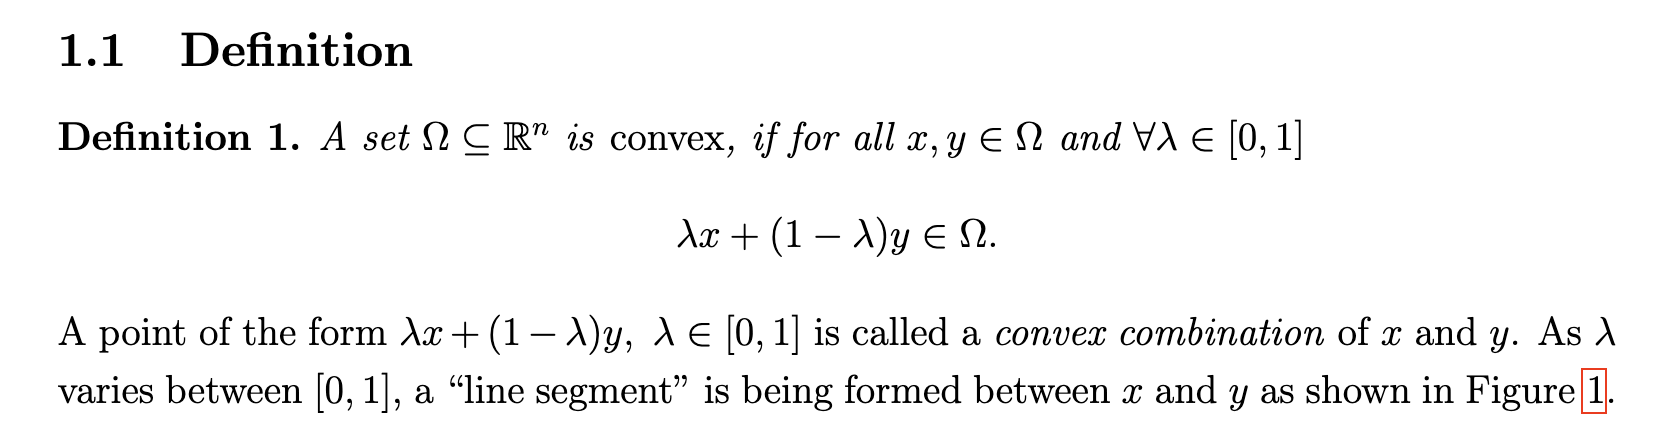 1.1 Definition
Definition 1. A set Ω ⊆ ℝⁿ is convex, if for all x, y ∈ Ω and ∀λ ∈ [0, 1]
λx + (1 − λ)y ∈ Ω.
A point of the form λx + (1 − λ)y, λ ∈ [0, 1] is called a convex combination of x and y. As λ
varies between [0, 1], a “line segment” is being formed between x and y as shown in Figure 1.